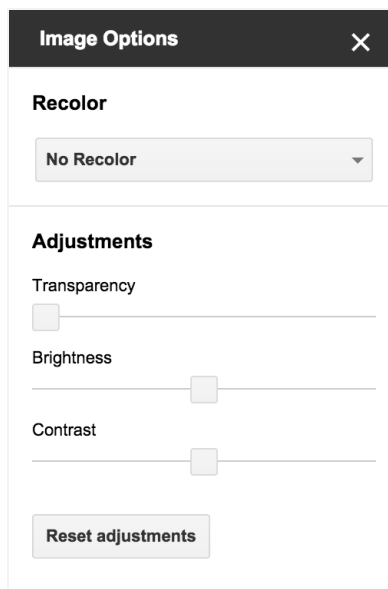 Image Options
Recolor
No Recolor
Adjustments
Transparency
Brightness
Contrast
Reset adjustments